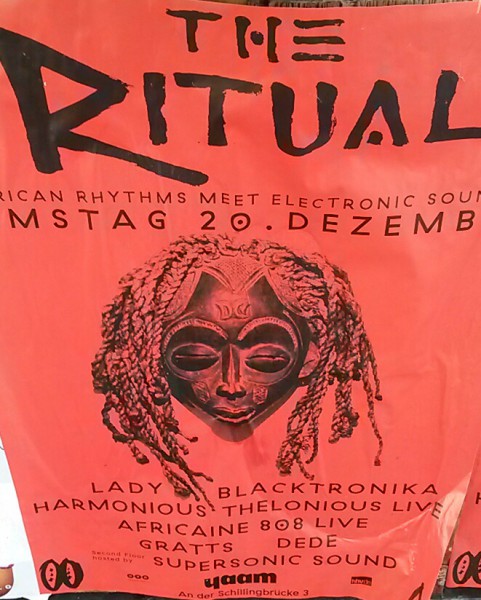 THE
RITUAL
RICAN RHYTHMS MEET ELECTRONIC SOUN
MSTAG 20.DEZEMB
DG
LADY BLACKTRONIKA
HARMONIOUS THELONIOUS LIVE
AFRICAINE 808 LIVE
GRATTS DEDE
Second Floor
hosted by SUPERSONIC SOUND
yaam
An der Schillingbrücke 3